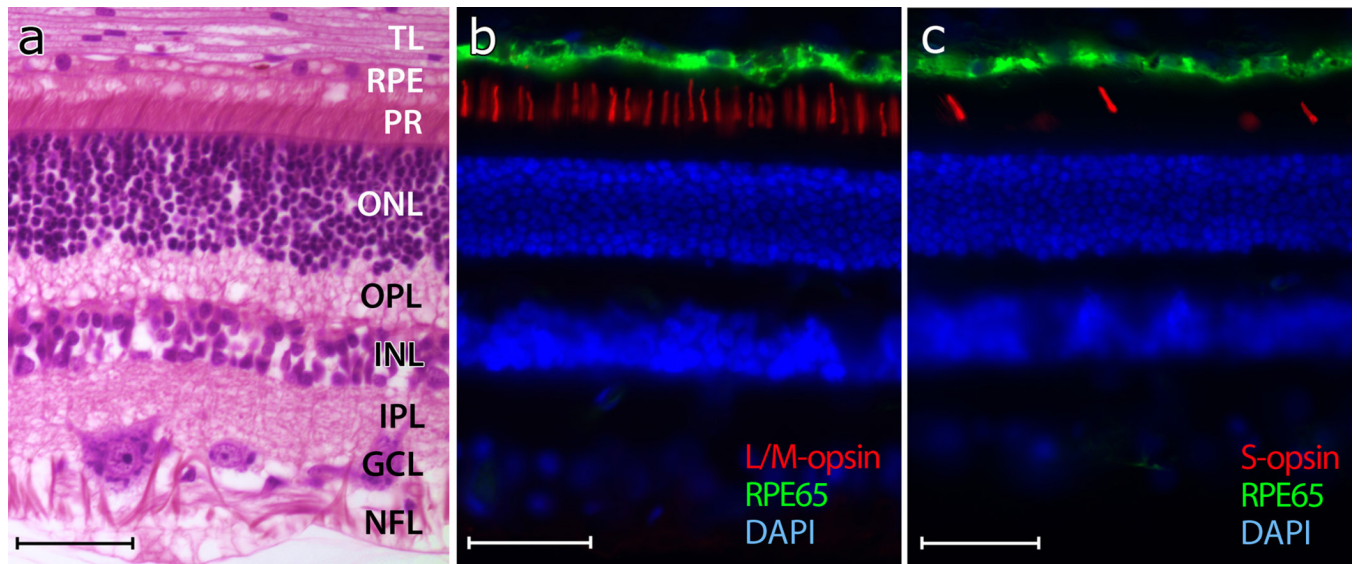 a
TL
RPE
PR
ONL
OPL
INL
IPL
GCL
NFL
b
L/M-opsin
RPE65
DAPI
c
S-opsin
RPE65
DAPI